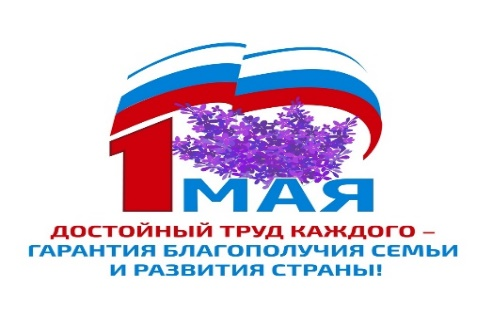 1 МАЯ
ДОСТОЙНЫЙ ТРУД КАЖДОГО –
ГАРАНТИЯ БЛАГОПОЛУЧИЯ СЕМЬИ
И РАЗВИТИЯ СТРАНЫ!